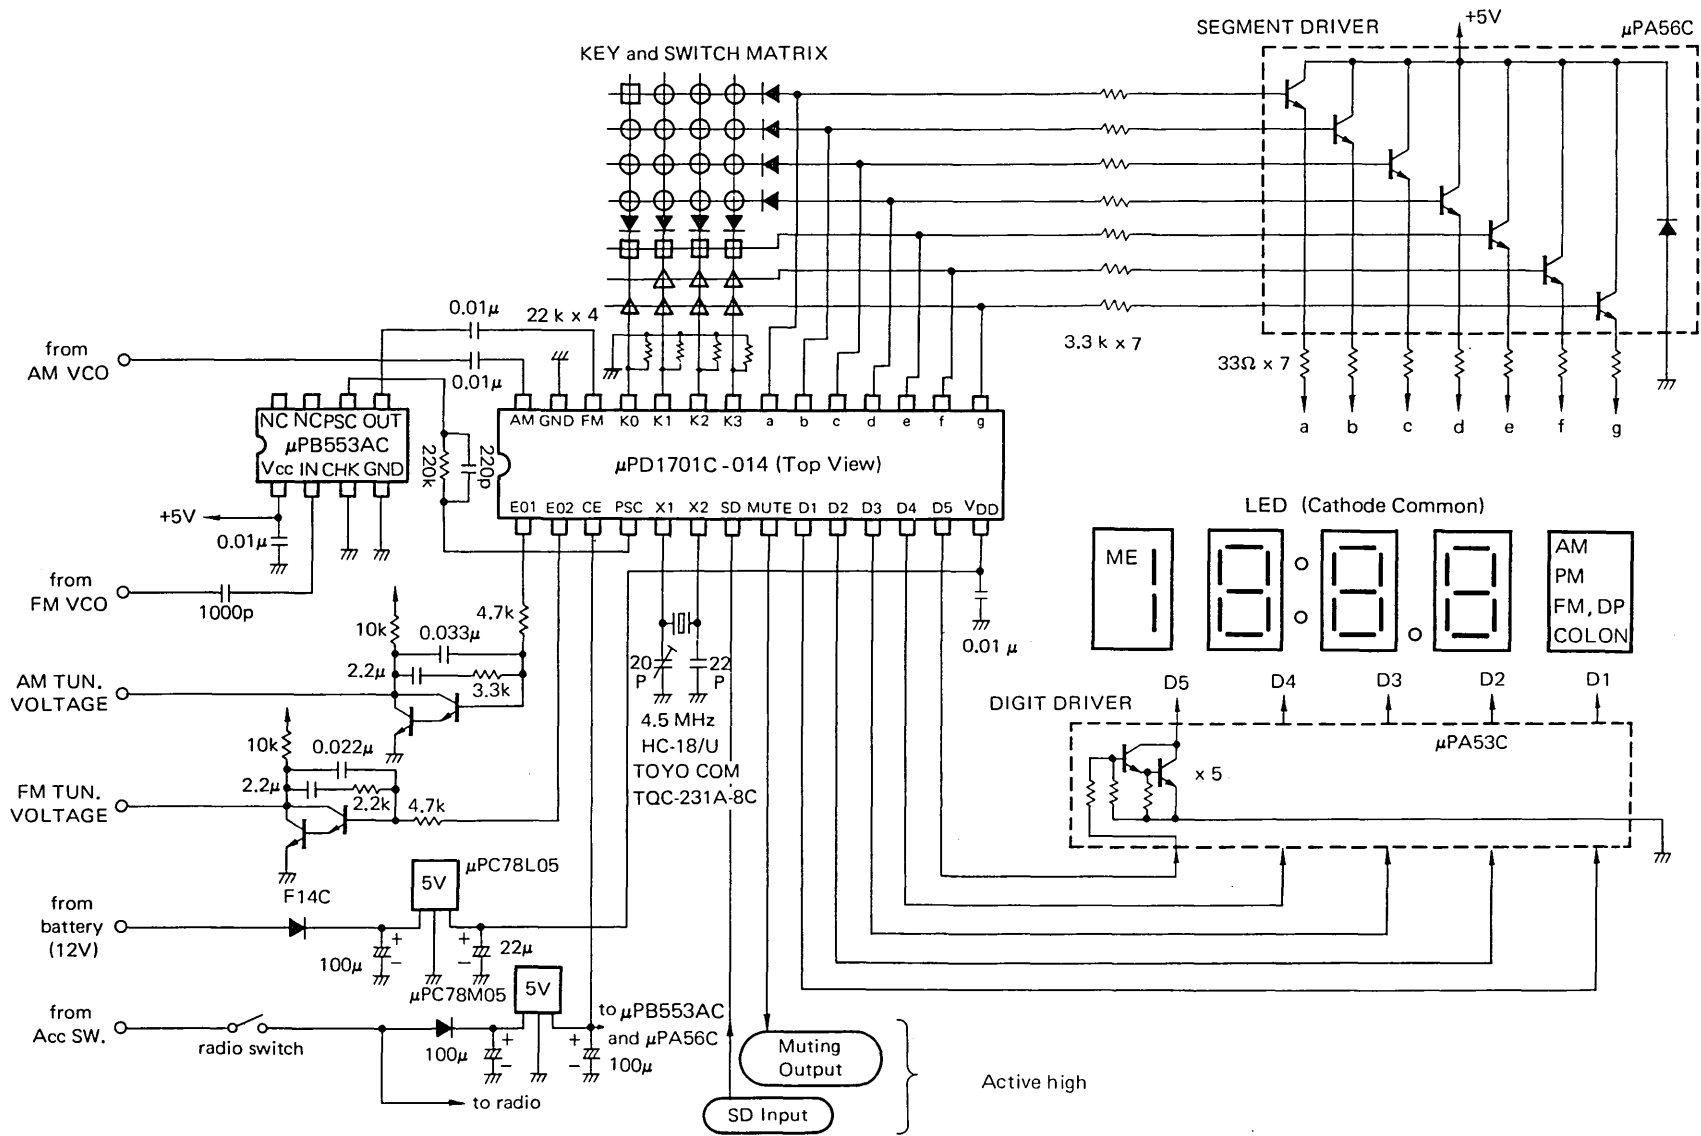 KEY and SWITCH MATRIX
SEGMENT DRIVER
+5V
μPA56C
0.01μ
22 k x 4
from
AM VCO
0.01μ
3.3 k x 7
33Ω x 7
a b c d e f g
NC NC PSC OUT
μPB553AC
Vcc IN CHK GND
220k
220p
AM GND FM K0 K1 K2 K3 a b c d e f g
μPD1701C-014 (Top View)
EO1 EO2 CE PSC X1 X2 SD MUTE D1 D2 D3 D4 D5 VDD
+5V
0.01μ
from
FM VCO
1000p
LED (Cathode Common)
ME
AM
PM
FM, DP
COLON
10k
0.033μ
4.7k
2.2μ
3.3k
AM TUN.
VOLTAGE
20
P
22
P
0.01 μ
4.5 MHz
HC-18/U
TOYO COM
TQC-231A-8C
D5 D4 D3 D2 D1
DIGIT DRIVER
μPA53C
x 5
10k
0.022μ
2.2μ
2.2k
4.7k
FM TUN.
VOLTAGE
F14C
5V
μPC78L05
from
battery
(12V)
100μ
+
−
+
−
22μ
μPC78M05
5V
from
Acc SW.
radio switch
100μ
+
−
+
−
100μ
to μPB553AC
and μPA56C
to radio
Muting
Output
SD Input
Active high